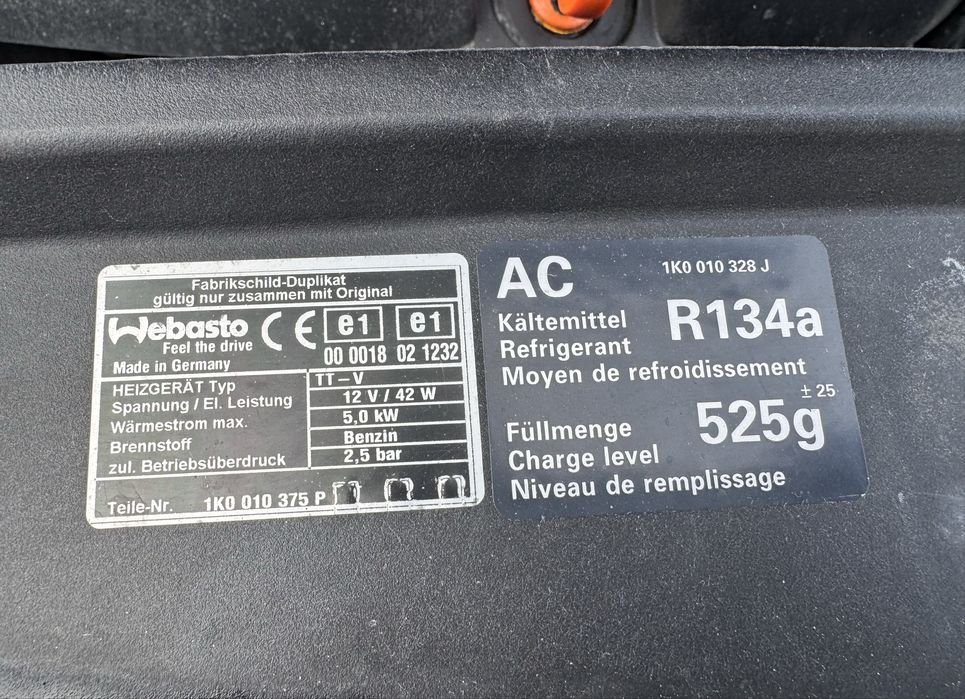 Fabrikschild-Duplikat
gültig nur zusammen mit Original
Webasto
Feel the drive
Made in Germany
CE
e1 e1
00 0018 02 1232
HEIZGERÄT Typ TT-V
Spannung / El. Leistung 12 V / 42 W
Wärmestrom max. 5,0 kW
Brennstoff Benzin
zul. Betriebsüberdruck 2,5 bar
Teile-Nr. 1K0 010 375 P
AC 1K0 010 328 J
Kältemittel R134a
Refrigerant
Moyen de refroidissement
± 25
Füllmenge 525g
Charge level
Niveau de remplissage